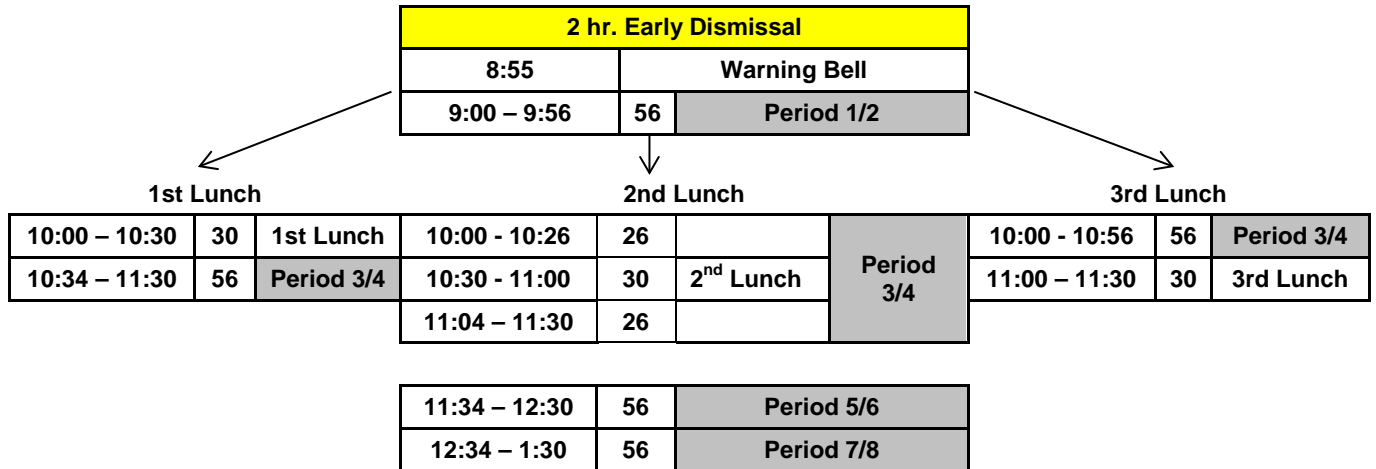 2 hr. Early Dismissal
8:55 Warning Bell
9:00 – 9:56 56 Period 1/2
1st Lunch 2nd Lunch 3rd Lunch
10:00 – 10:30 30 1st Lunch 10:00 - 10:26 26 10:00 - 10:56 56 Period 3/4
10:34 – 11:30 56 Period 3/4 10:30 - 11:00 30 2nd Lunch Period 3/4 11:00 – 11:30 30 3rd Lunch
11:04 – 11:30 26
11:34 – 12:30 56 Period 5/6
12:34 – 1:30 56 Period 7/8